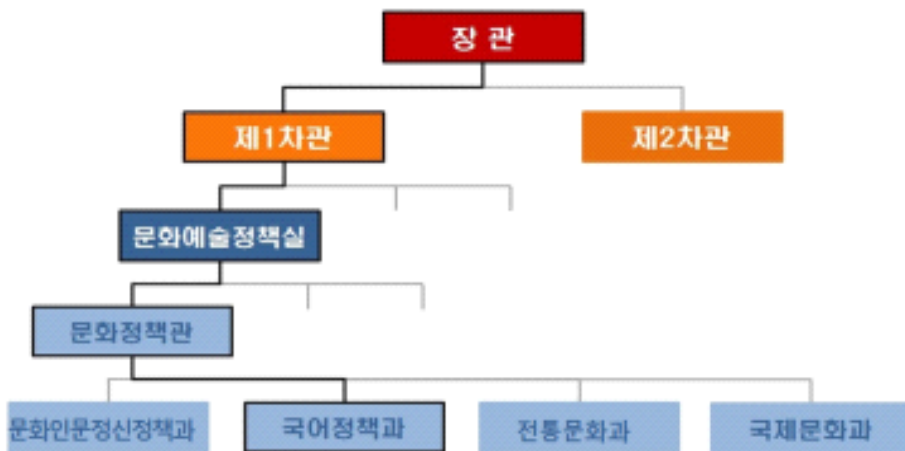 장 관
제1차관
제2차관
문화예술정책실
문화정책관
문화인문정신정책과
국어정책과
전통문화과
국제문화과